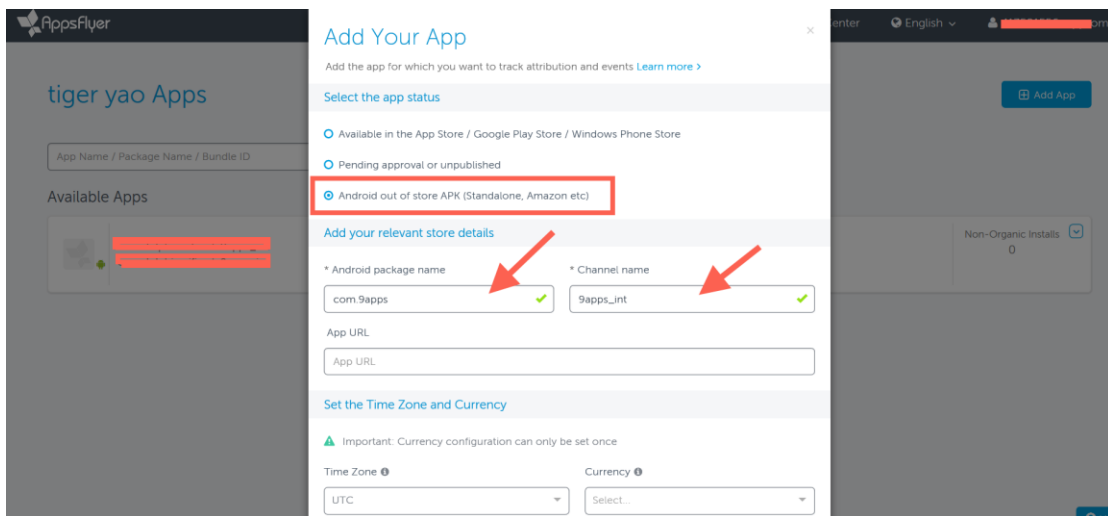 AppsFlyer
enter
English
om
tiger yao Apps
Add App
App Name / Package Name / Bundle ID
Available Apps
Non-Organic Installs
0
Add Your App
×
Add the app for which you want to track attribution and events Learn more >
Select the app status
Available in the App Store / Google Play Store / Windows Phone Store
Pending approval or unpublished
Android out of store APK (Standalone, Amazon etc)
Add your relevant store details
* Android package name
* Channel name
com.9apps
9apps_int
App URL
App URL
Set the Time Zone and Currency
Important: Currency configuration can only be set once
Time Zone
Currency
UTC
Select...